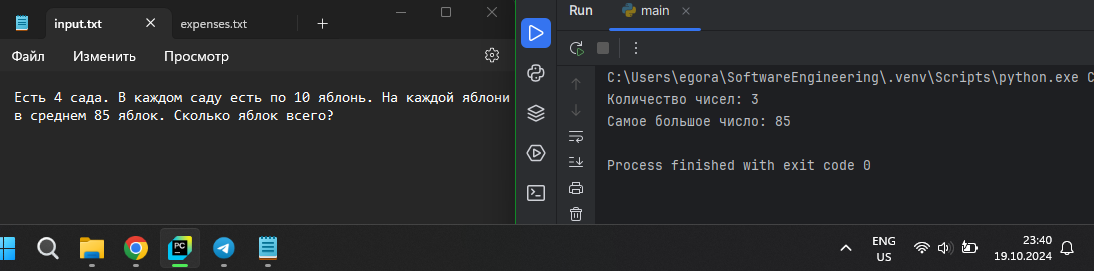 input.txt
expenses.txt
Файл Изменить Просмотр
Есть 4 сада. В каждом саду есть по 10 яблонь. На каждой яблони
в среднем 85 яблок. Сколько яблок всего?
Run main
C:\Users\egora\SoftwareEngineering\.venv\Scripts\python.exe C
Количество чисел: 3
Самое большое число: 85
Process finished with exit code 0
PC
ENG
US
23:40
19.10.2024